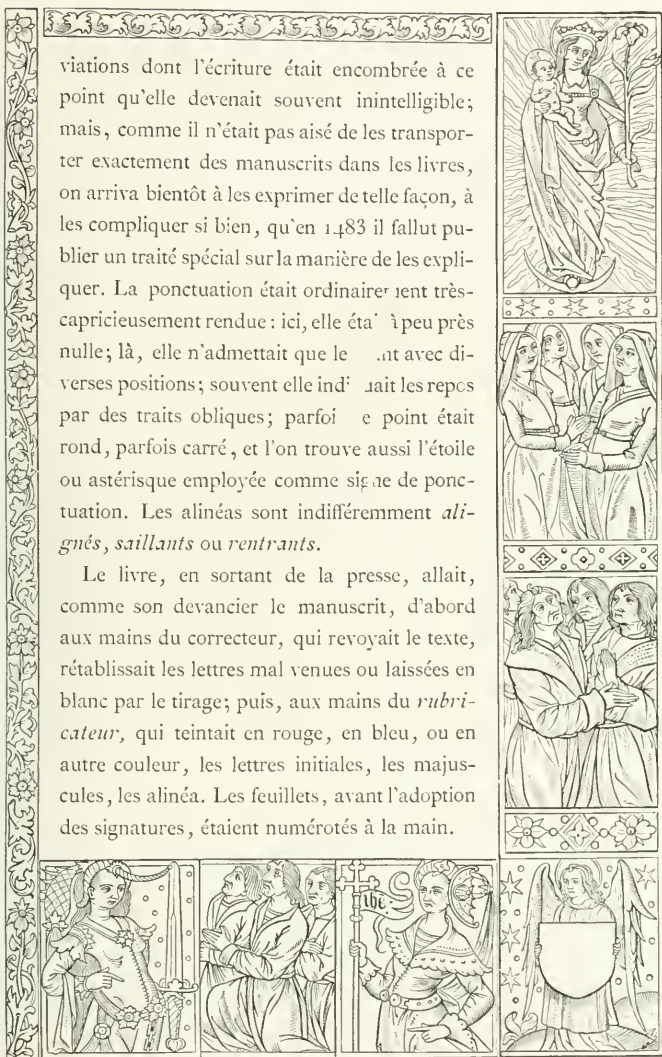 viations dont l'écriture était encombrée à ce
point qu'elle devenait souvent inintelligible;
mais, comme il n'était pas aisé de les transpor-
ter exactement des manuscrits dans les livres,
on arriva bientôt à les exprimer de telle façon, à
les compliquer si bien, qu'en 1483 il fallut pu-
blier un traité spécial sur la manière de les expli-
quer. La ponctuation était ordinairement très-
capricieusement rendue : ici, elle à peu près
nulle; là, elle n'admettait que le avec di-
verses positions; souvent elle les repos
par des traits obliques; point était
rond, parfois carré, et l'on trouve aussi l'étoile
ou astérisque employée comme signe de ponc-
tuation. Les alinéas sont indifféremment ali-
gnés, saillants ou rentrants.
Le livre, en sortant de la presse, allait,
comme son devancier le manuscrit, d'abord
aux mains du correcteur, qui revoyait le texte,
rétablissait les lettres mal venues ou laissées en
blanc par le tirage; puis, aux mains du rubri-
cateur, qui teintait en rouge, en bleu, ou en
autre couleur, les lettres initiales, les majus-
cules, les alinéa. Les feuillets, avant l'adoption
des signatures, étaient numérotés à la main.
ihē